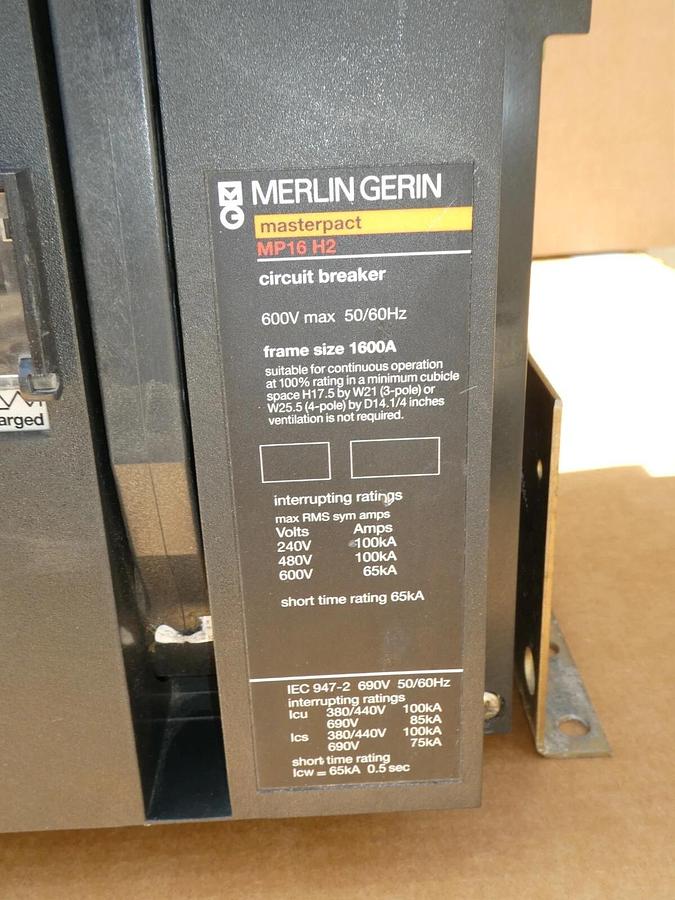 MG MERLIN GERIN
masterpact
MP16 H2
circuit breaker
600V max 50/60Hz
frame size 1600A
suitable for continuous operation
at 100% rating in a minimum cubicle
space H17.5 by W21 (3-pole) or
W25.5 (4-pole) by D14.1/4 inches
ventilation is not required.
arged
interrupting ratings
max RMS sym amps
Volts Amps
240V 100kA
480V 100kA
600V 65kA
short time rating 65kA
IEC 947-2 690V 50/60Hz
interrupting ratings
Icu 380/440V 100kA
690V 85kA
Ics 380/440V 100kA
690V 75kA
short time rating
Icw = 65kA 0.5 sec